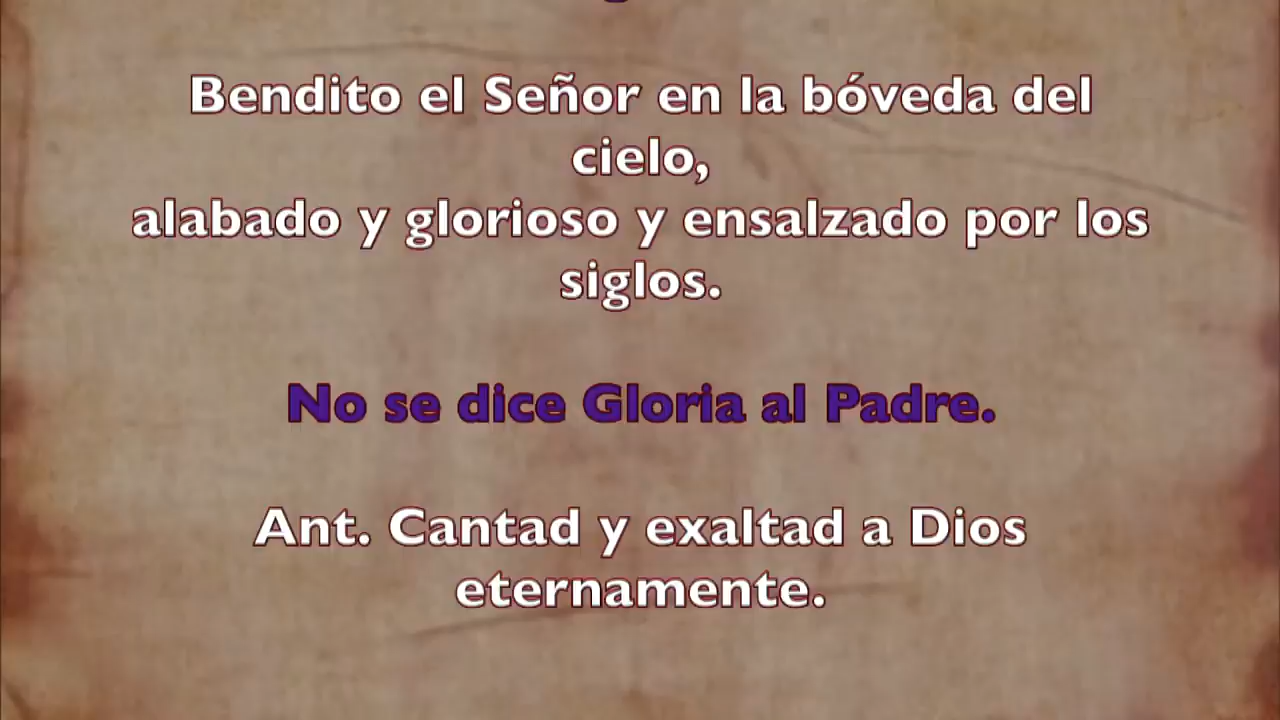 Bendito el Señor en la bóveda del
cielo,
alabado y glorioso y ensalzado por los
siglos.
No se dice Gloria al Padre.
Ant. Cantad y exaltad a Dios
eternamente.